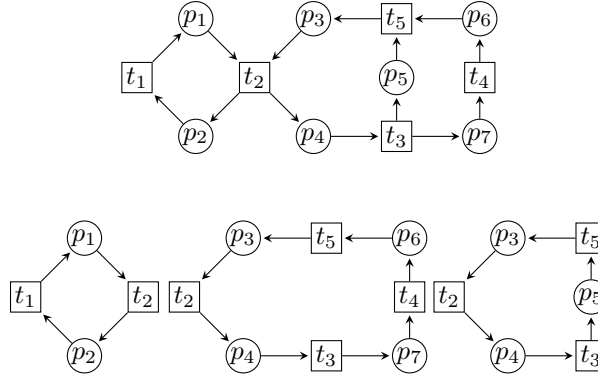 p₁ p₃ t₅ p₆
t₁ t₂ p₅ t₄
p₂ p₄ t₃ p₇
p₁ p₃ t₅ p₆ p₃ t₅
t₁ t₂ t₂ t₄ t₂ p₅
p₂ p₄ t₃ p₇ p₄ t₃